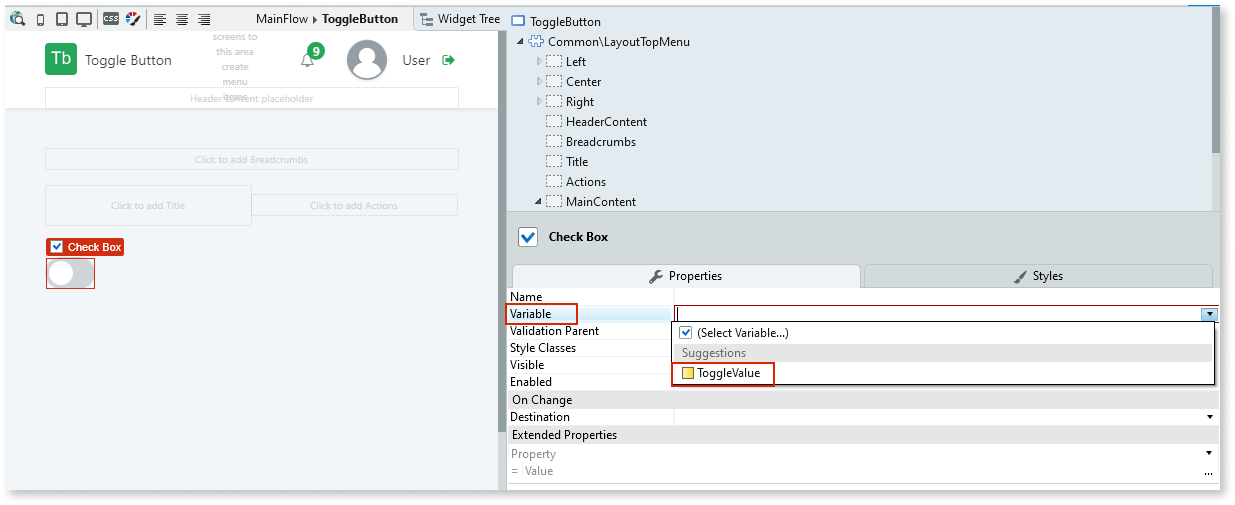 CSS
MainFlow ▸ ToggleButton
Widget Tree
screens to
this area
create
menu
items.
Tb
Toggle Button
9
User
Header content placeholder
Click to add Breadcrumbs
Click to add Title
Click to add Actions
Check Box
ToggleButton
Common\LayoutTopMenu
Left
Center
Right
HeaderContent
Breadcrumbs
Title
Actions
MainContent
Check Box
Properties
Styles
Name
Variable
Validation Parent
Style Classes
Visible
Enabled
(Select Variable...)
Suggestions
ToggleValue
On Change
Destination
Extended Properties
Property
= Value
...